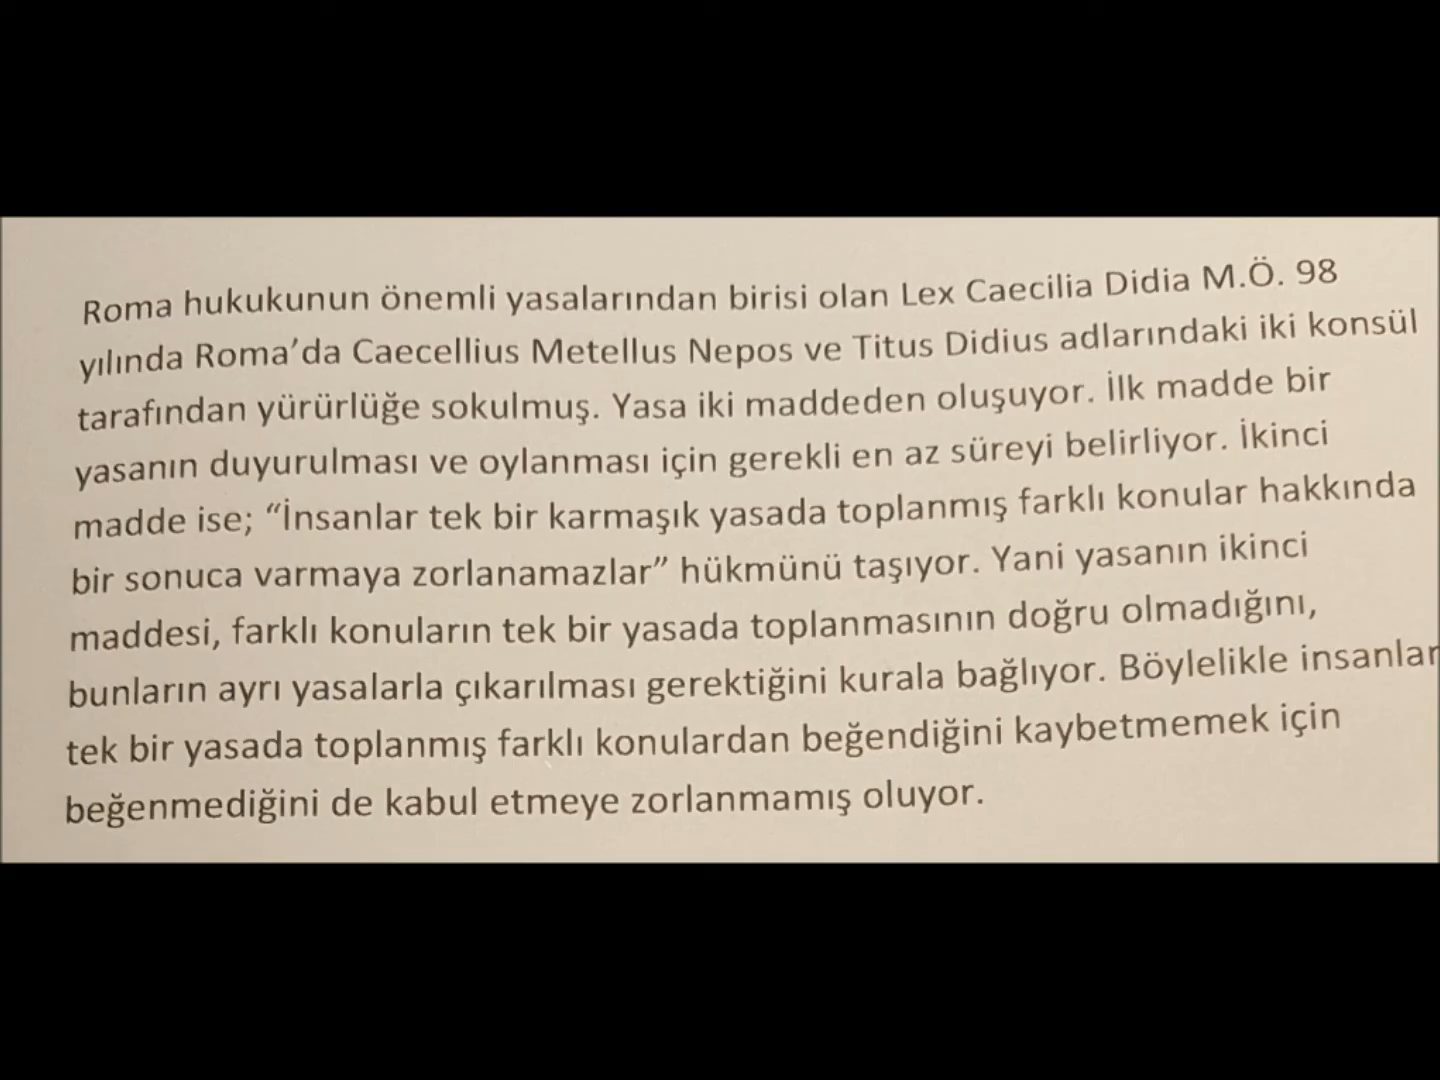 Roma hukukunun önemli yasalarından birisi olan Lex Caecilia Didia M.Ö. 98
yılında Roma’da Caecellius Metellus Nepos ve Titus Didius adlarındaki iki konsül
tarafından yürürlüğe sokulmuş. Yasa iki maddeden oluşuyor. İlk madde bir
yasanın duyurulması ve oylanması için gerekli en az süreyi belirliyor. İkinci
madde ise; “İnsanlar tek bir karmaşık yasada toplanmış farklı konular hakkında
bir sonuca varmaya zorlanamazlar” hükmünü taşıyor. Yani yasanın ikinci
maddesi, farklı konuların tek bir yasada toplanmasının doğru olmadığını,
bunların ayrı yasalarla çıkarılması gerektiğini kurala bağlıyor. Böylelikle insanlar
tek bir yasada toplanmış farklı konulardan beğendiğini kaybetmemek için
beğenmediğini de kabul etmeye zorlanmamış oluyor.